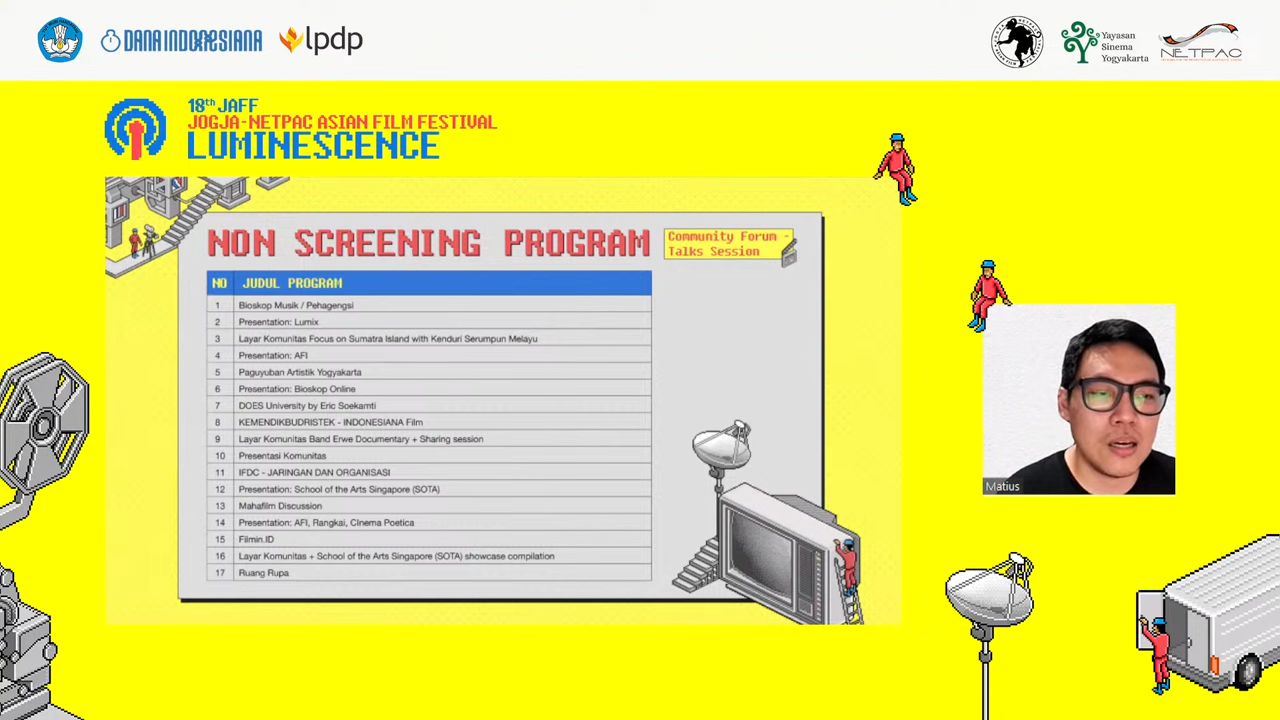 DANA INDONESIANA
lpdp
Yayasan
Sinema
Yogyakarta
NETPAC
18th JAFF
JOGJA-NETPAC ASIAN FILM FESTIVAL
LUMINESCENCE
NON SCREENING PROGRAM
Community Forum -
Talks Session
NO JUDUL PROGRAM
1 Bioskop Musik / Pehagengsi
2 Presentation: Lumix
3 Layar Komunitas Focus on Sumatra Island with Kenduri Serumpun Melayu
4 Presentation: AFI
5 Paguyuban Artistik Yogyakarta
6 Presentation: Bioskop Online
7 DOES University by Eric Soekamti
8 KEMENDIKBUDRISTEK - INDONESIANA Film
9 Layar Komunitas Band Erwe Documentary + Sharing session
10 Presentasi Komunitas
11 IFDC - JARINGAN DAN ORGANISASI
12 Presentation: School of the Arts Singapore (SOTA)
13 Mahafilm Discussion
14 Presentation: AFI, Rangkai, CInema Poetica
15 Filmin.ID
16 Layar Komunitas + School of the Arts Singapore (SOTA) showcase compilation
17 Ruang Rupa
Matius